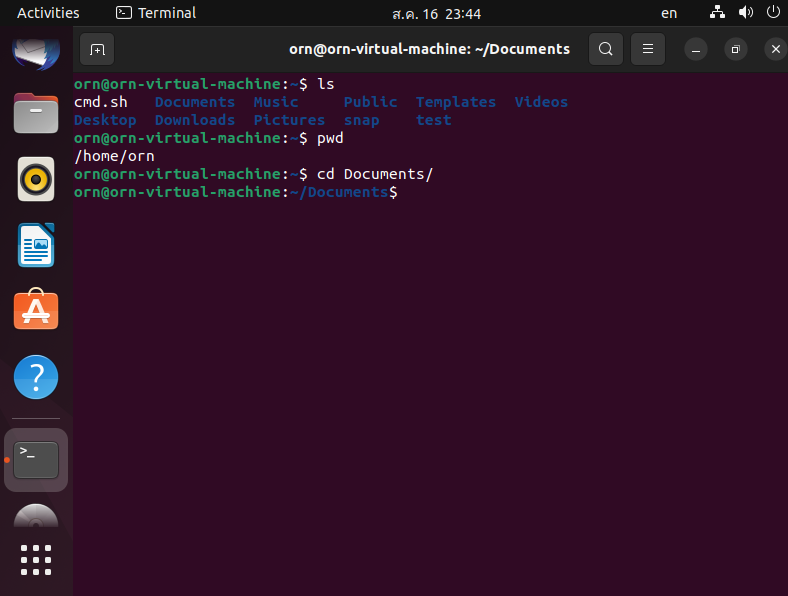 Activities Terminal ส.ค. 16 23:44 en
orn@orn-virtual-machine: ~/Documents
orn@orn-virtual-machine:~$ ls
cmd.sh Documents Music Public Templates Videos
Desktop Downloads Pictures snap test
orn@orn-virtual-machine:~$ pwd
/home/orn
orn@orn-virtual-machine:~$ cd Documents/
orn@orn-virtual-machine:~/Documents$